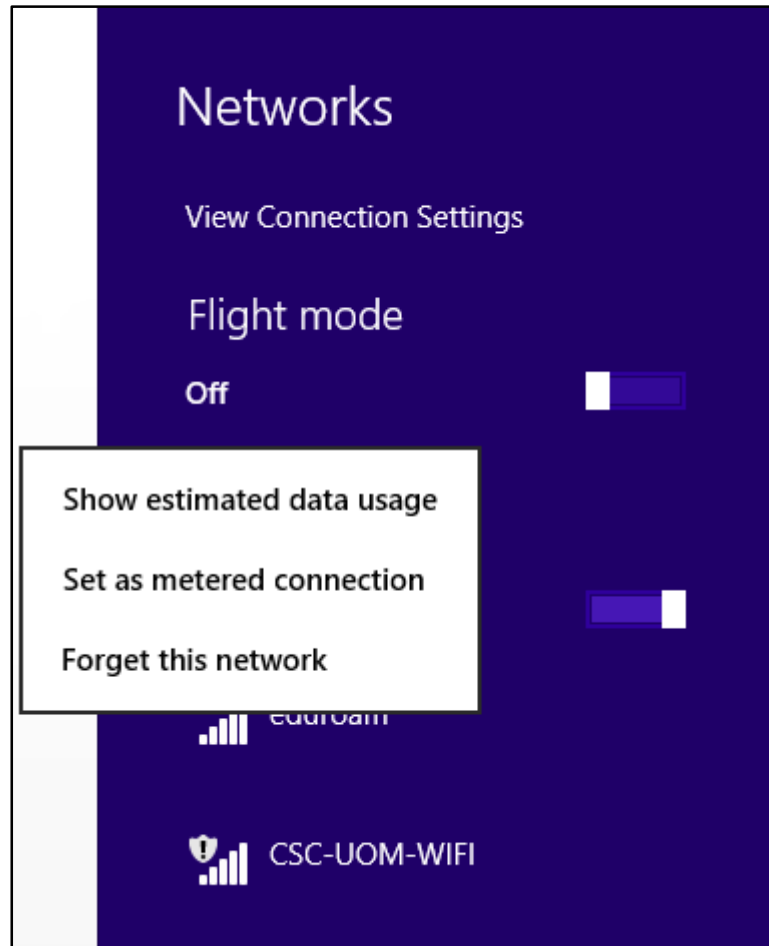 Networks
View Connection Settings
Flight mode
Off
Show estimated data usage
Set as metered connection
Forget this network
eduroam
CSC-UOM-WIFI